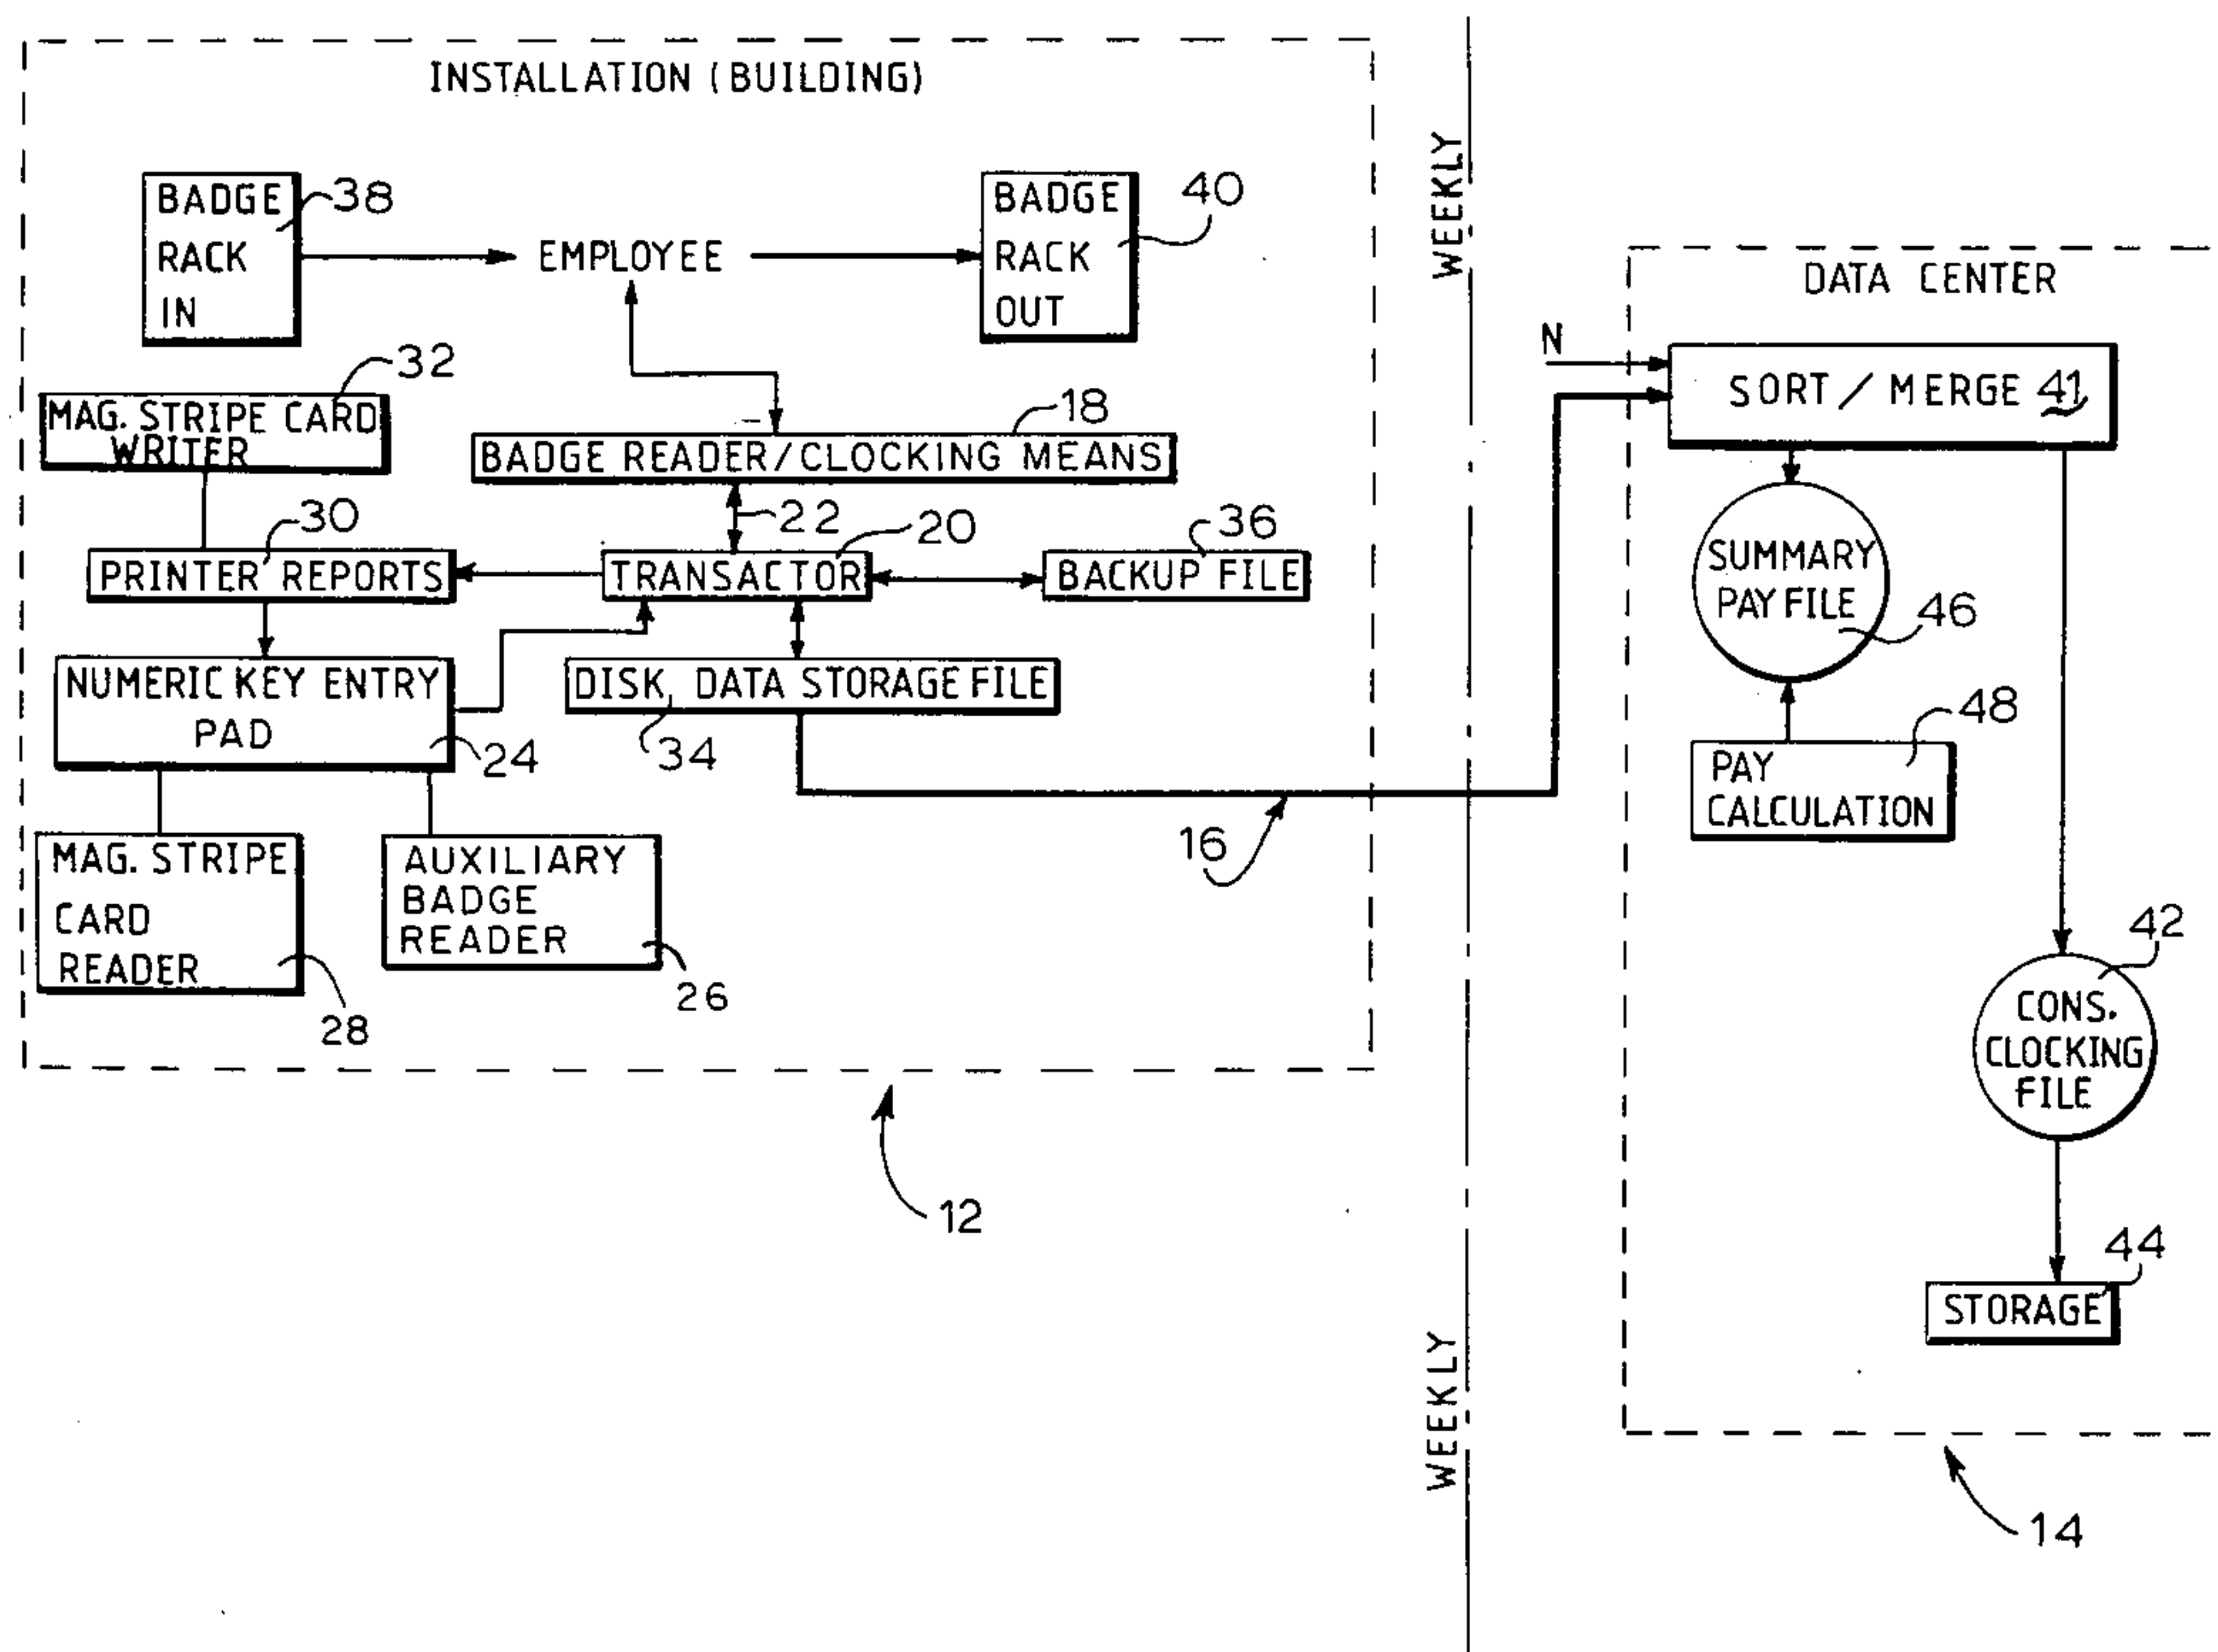 INSTALLATION (BUILDING)
BADGE
RACK
IN
38
EMPLOYEE
BADGE
RACK
OUT
40
MAG. STRIPE CARD
WRITER
32
BADGE READER/CLOCKING MEANS
18
22
PRINTER REPORTS
30
TRANSACTOR
20
BACKUP FILE
36
NUMERIC KEY ENTRY
PAD
24
DISK DATA STORAGE FILE
34
MAG. STRIPE
CARD
READER
28
AUXILIARY
BADGE
READER
26
16
12
WEEKLY
WEEKLY
DATA CENTER
N
SORT / MERGE 41
SUMMARY
PAY FILE
46
PAY
CALCULATION
48
CONS.
CLOCKING
FILE
42
STORAGE
44
14